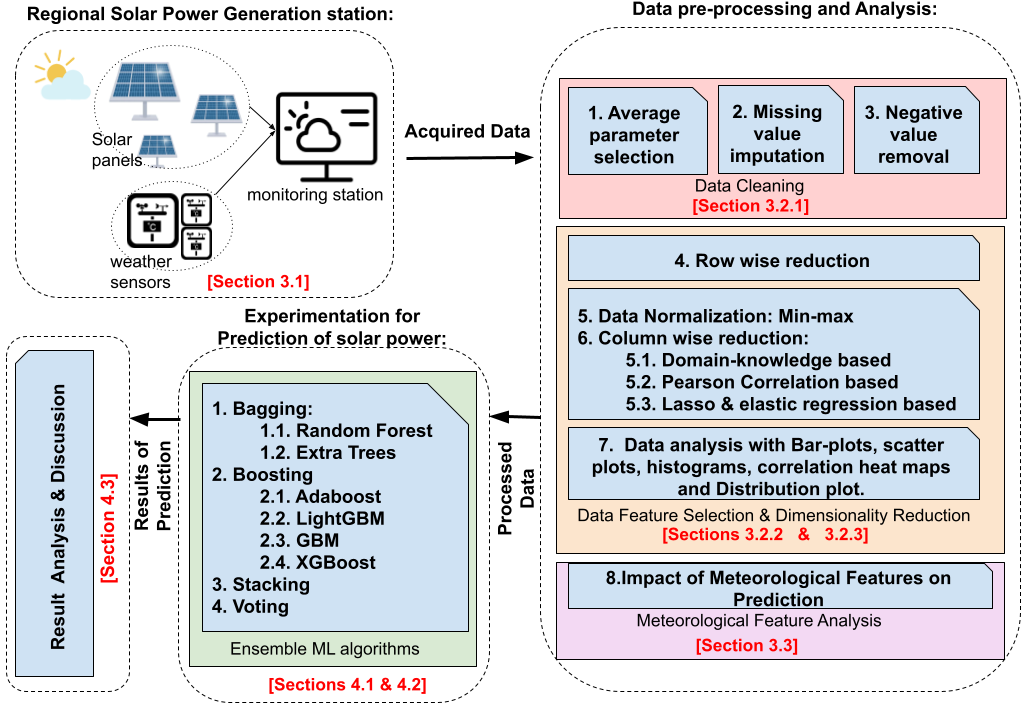 Regional Solar Power Generation station:
Solar
panels
monitoring station
weather
sensors
[Section 3.1]
Acquired Data
Data pre-processing and Analysis:
1. Average
parameter
selection
2. Missing
value
imputation
3. Negative
value
removal
Data Cleaning
[Section 3.2.1]
4. Row wise reduction
5. Data Normalization: Min-max
6. Column wise reduction:
5.1. Domain-knowledge based
5.2. Pearson Correlation based
5.3. Lasso & elastic regression based
7. Data analysis with Bar-plots, scatter
plots, histograms, correlation heat maps
and Distribution plot.
Data Feature Selection & Dimensionality Reduction
[Sections 3.2.2 & 3.2.3]
8.Impact of Meteorological Features on
Prediction
Meteorological Feature Analysis
[Section 3.3]
Processed
Data
Experimentation for
Prediction of solar power:
1. Bagging:
1.1. Random Forest
1.2. Extra Trees
2. Boosting
2.1. Adaboost
2.2. LightGBM
2.3. GBM
2.4. XGBoost
3. Stacking
4. Voting
Ensemble ML algorithms
[Sections 4.1 & 4.2]
Results of
Prediction
Result Analysis & Discussion
[Section 4.3]
°C
°C
°C